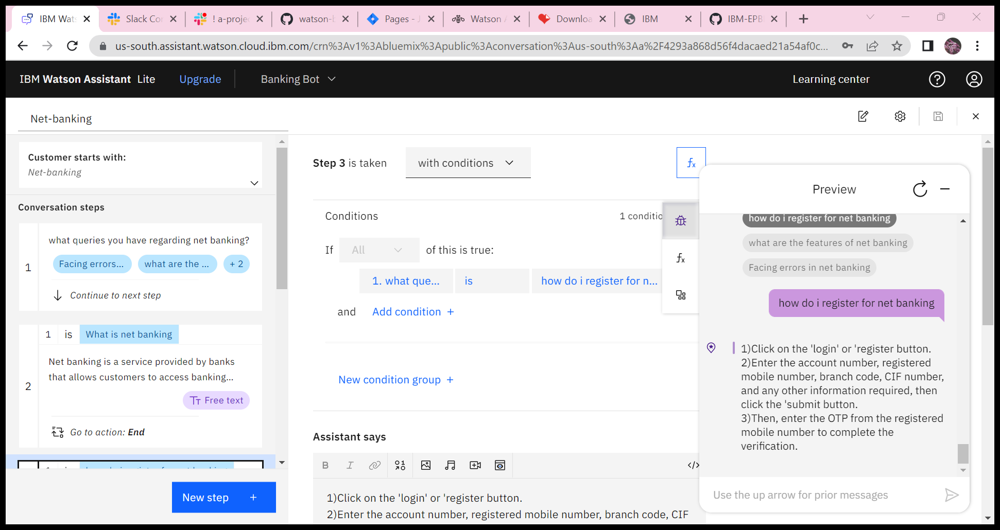 IBM Wats
Slack Cor
! a-projec
watson-b
Pages - J
Watson A
Downloa
IBM
IBM-EPB
us-south.assistant.watson.cloud.ibm.com/crn%3Av1%3Abluemix%3Apublic%3Aconversation%3Aus-south%3Aa%2F4293a868d56f4dacaed21a54af0c...
IBM Watson Assistant Lite
Upgrade
Banking Bot
Learning center
Net-banking
Customer starts with:
Net-banking
Conversation steps
1
what queries you have regarding net banking?
Facing errors...
what are the ...
+ 2
Continue to next step
2
1 is What is net banking
Net banking is a service provided by banks
that allows customers to access banking...
Free text
Go to action: End
New step +
Step 3 is taken
with conditions
fx
Conditions
1 conditio
If All of this is true:
1. what que...
is
how do i register for n...
and Add condition +
New condition group +
Assistant says
B I
</>
1)Click on the 'login' or 'register button.
2)Enter the account number, registered mobile number, branch code, CIF
fx
Preview
how do i register for net banking
what are the features of net banking
Facing errors in net banking
how do i register for net banking
1)Click on the 'login' or 'register button.
2)Enter the account number, registered
mobile number, branch code, CIF number,
and any other information required, then
click the 'submit button.
3)Then, enter the OTP from the registered
mobile number to complete the
verification.
Use the up arrow for prior messages